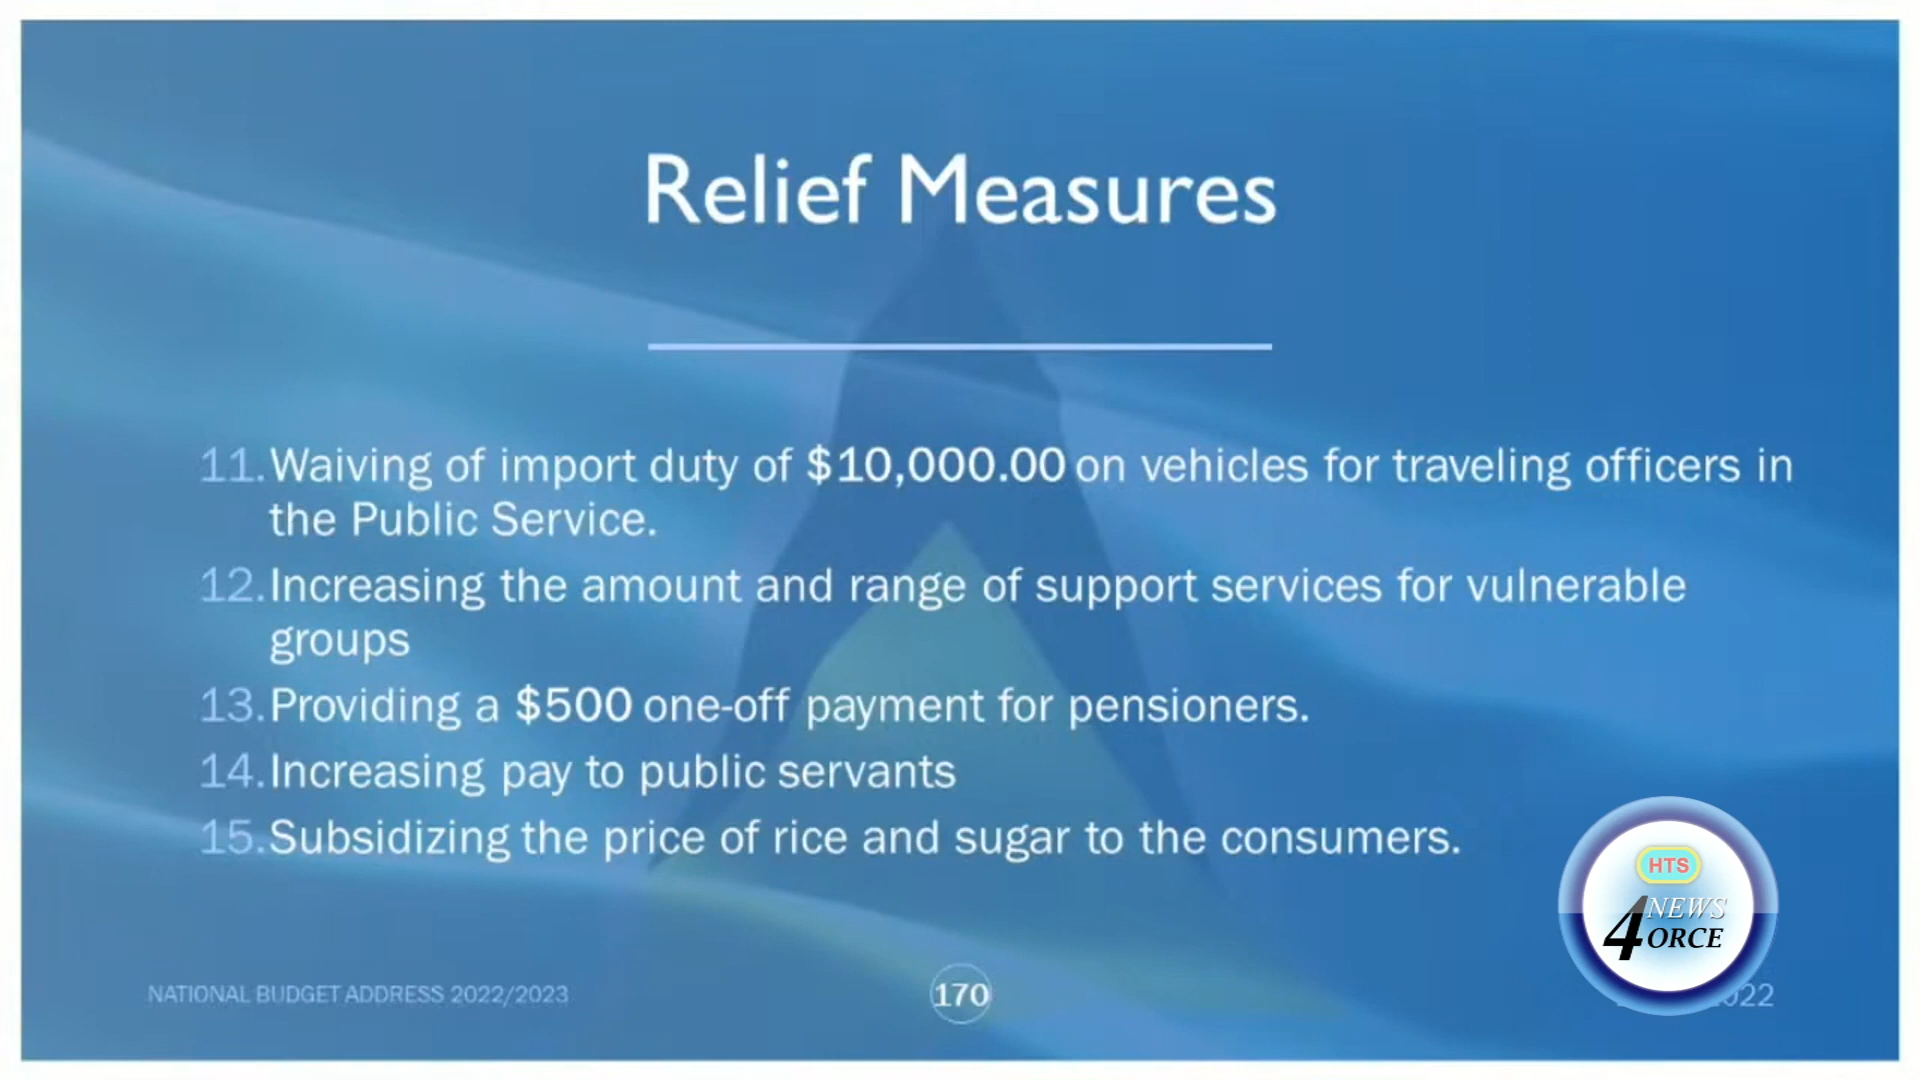 Relief Measures
11. Waiving of import duty of $10,000.00 on vehicles for traveling officers in
the Public Service.
12. Increasing the amount and range of support services for vulnerable
groups
13. Providing a $500 one-off payment for pensioners.
14. Increasing pay to public servants
15. Subsidizing the price of rice and sugar to the consumers.
HTS
4 NEWS
ORCE
NATIONAL BUDGET ADDRESS 2022/2023
170